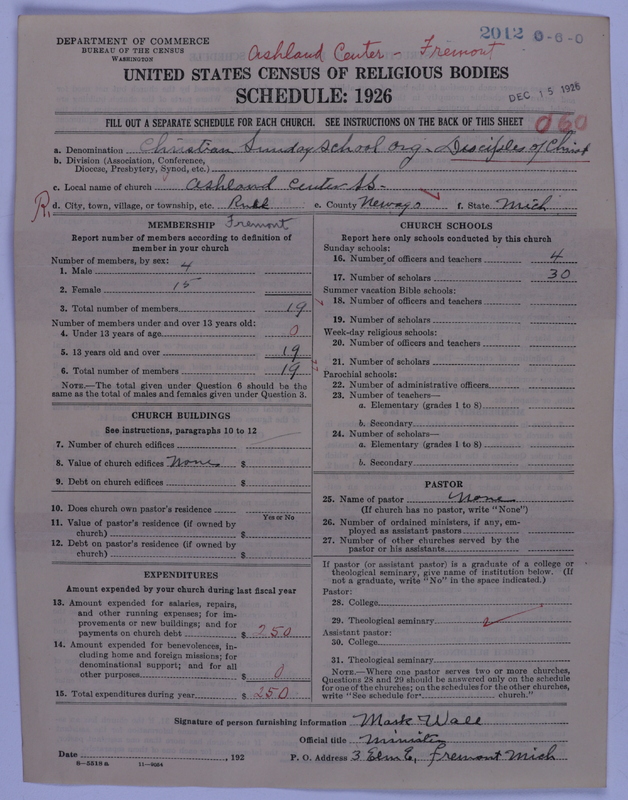 2012 0-6-0
DEPARTMENT OF COMMERCE
BUREAU OF THE CENSUS
WASHINGTON
Ashland Center - Fremont
UNITED STATES CENSUS OF RELIGIOUS BODIES
SCHEDULE: 1926
DEC 15 1926
FILL OUT A SEPARATE SCHEDULE FOR EACH CHURCH. SEE INSTRUCTIONS ON THE BACK OF THIS SHEET
060
a. Denomination Christian Sunday School Org - Disciples of Christ
b. Division (Association, Conference, Diocese, Presbytery, Synod, etc.)
c. Local name of church Ashland Center SS.
R1 d. City, town, village, or township, etc. Rural e. County Newaygo f. State Mich
Fremont
MEMBERSHIP
Report number of members according to definition of
member in your church
Number of members, by sex:
1. Male 4
2. Female 15
3. Total number of members 19
Number of members under and over 13 years old:
4. Under 13 years of age 0
5. 13 years old and over 19
6. Total number of members 19
NOTE.—The total given under Question 6 should be the
same as the total of males and females given under Question 3.
CHURCH BUILDINGS
See instructions, paragraphs 10 to 12
7. Number of church edifices
8. Value of church edifices None $
9. Debt on church edifices $
10. Does church own pastor's residence
Yes or No
11. Value of pastor's residence (if owned by
church) $
12. Debt on pastor's residence (if owned by
church) $
EXPENDITURES
Amount expended by your church during last fiscal year
13. Amount expended for salaries, repairs,
and other running expenses; for im-
provements or new buildings; and for
payments on church debt $ 250
14. Amount expended for benevolences, in-
cluding home and foreign missions; for
denominational support; and for all
other purposes $ 0
15. Total expenditures during year $ 250
CHURCH SCHOOLS
Report here only schools conducted by this church
Sunday schools:
16. Number of officers and teachers 4
17. Number of scholars 30
Summer vacation Bible schools:
18. Number of officers and teachers
19. Number of scholars
Week-day religious schools:
20. Number of officers and teachers
21. Number of scholars
Parochial schools:
22. Number of administrative officers
23. Number of teachers—
a. Elementary (grades 1 to 8)
b. Secondary
24. Number of scholars—
a. Elementary (grades 1 to 8)
b. Secondary
PASTOR
25. Name of pastor None
(If church has no pastor, write "None")
26. Number of ordained ministers, if any, em-
ployed as assistant pastors
27. Number of other churches served by the
pastor or his assistants
If pastor (or assistant pastor) is a graduate of a college or
theological seminary, give name of institution below. (If
not a graduate, write "No" in the space indicated.)
Pastor:
28. College
29. Theological seminary
Assistant pastor:
30. College
31. Theological seminary
NOTE.—Where one pastor serves two or more churches,
Questions 28 and 29 should be answered only on the schedule
for one of the churches; on the schedules for the other churches,
write "See schedule for church."
Signature of person furnishing information Mark Wall
Official title Minister
Date , 192 P. O. Address 3 Elm E, Fremont Mich
8-5518a 11-9054